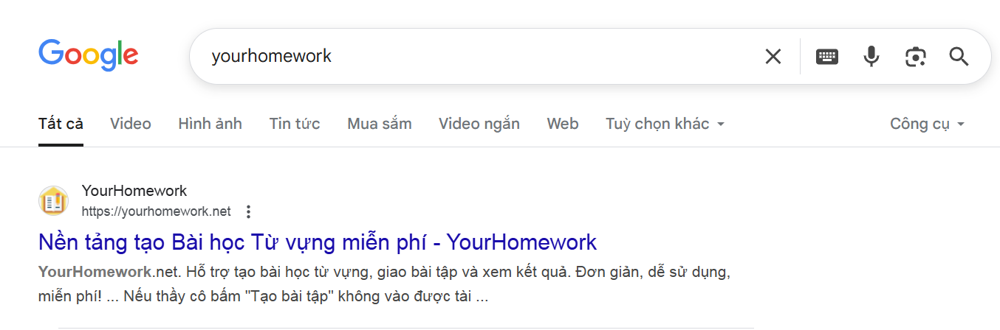 Google
yourhomework
Tất cả Video Hình ảnh Tin tức Mua sắm Video ngắn Web Tuỳ chọn khác Công cụ
YourHomework
https://yourhomework.net
Nền tảng tạo Bài học Từ vựng miễn phí - YourHomework
YourHomework.net. Hỗ trợ tạo bài học từ vựng, giao bài tập và xem kết quả. Đơn giản, dễ sử dụng,
miễn phí! ... Nếu thầy cô bấm "Tạo bài tập" không vào được tài ...